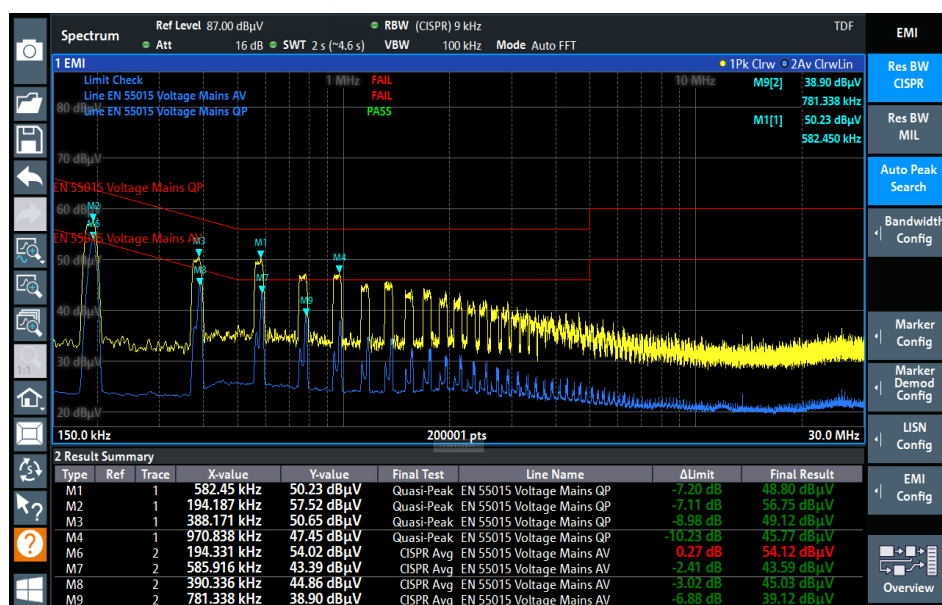 Spectrum
Ref Level 87.00 dBµV
RBW (CISPR) 9 kHz
TDF
Att 16 dB SWT 2 s (~4.6 s) VBW 100 kHz Mode Auto FFT
1 EMI
1Pk Clrw 2Av ClrwLin
Limit Check 1 MHz FAIL 10 MHz
Line EN 55015 Voltage Mains AV FAIL
Line EN 55015 Voltage Mains QP PASS
M9[2] 38.90 dBµV
781.338 kHz
M1[1] 50.23 dBµV
582.450 kHz
80 dBµV
70 dBµV
EN 55015 Voltage Mains QP
60 dBµV
EN 55015 Voltage Mains AV
50 dBµV
40 dBµV
30 dBµV
20 dBµV
M2
M6
M3
M8
M1
M7
M9
M4
150.0 kHz 200001 pts 30.0 MHz
2 Result Summary
Type Ref Trace X-value Y-value Final Test Line Name ΔLimit Final Result
M1 1 582.45 kHz 50.23 dBµV Quasi-Peak EN 55015 Voltage Mains QP -7.20 dB 48.80 dBµV
M2 1 194.187 kHz 57.52 dBµV Quasi-Peak EN 55015 Voltage Mains QP -7.11 dB 56.75 dBµV
M3 1 388.171 kHz 50.65 dBµV Quasi-Peak EN 55015 Voltage Mains QP -8.98 dB 49.12 dBµV
M4 1 970.838 kHz 47.45 dBµV Quasi-Peak EN 55015 Voltage Mains QP -10.23 dB 45.77 dBµV
M6 2 194.331 kHz 54.02 dBµV CISPR Avg EN 55015 Voltage Mains AV 0.27 dB 54.12 dBµV
M7 2 585.916 kHz 43.39 dBµV CISPR Avg EN 55015 Voltage Mains AV -2.41 dB 43.59 dBµV
M8 2 390.336 kHz 44.86 dBµV CISPR Avg EN 55015 Voltage Mains AV -3.02 dB 45.03 dBµV
M9 2 781.338 kHz 38.90 dBµV CISPR Avg EN 55015 Voltage Mains AV -6.88 dB 39.12 dBµV
EMI
Res BW
CISPR
Res BW
MIL
Auto Peak
Search
Bandwidth
Config
Marker
Config
Marker
Demod
Config
LISN
Config
EMI
Config
Overview
1:1